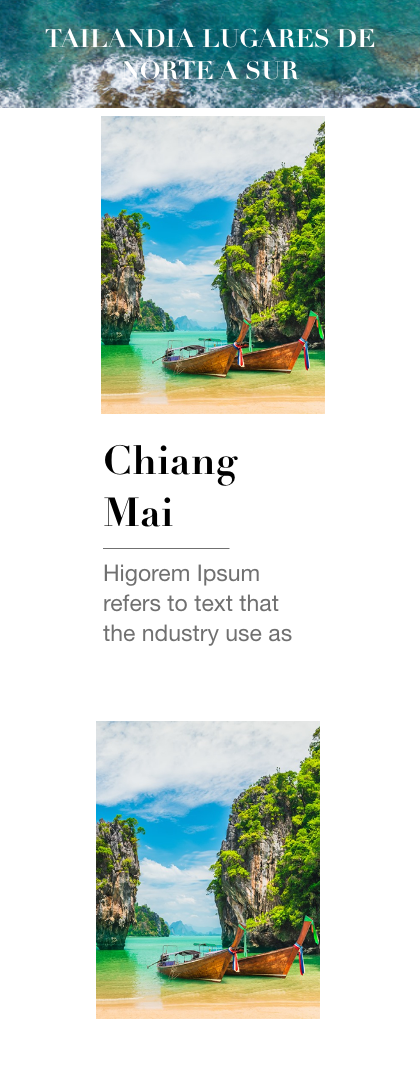 TAILANDIA LUGARES DE
NORTE A SUR
Chiang
Mai
Higorem Ipsum
refers to text that
the ndustry use as